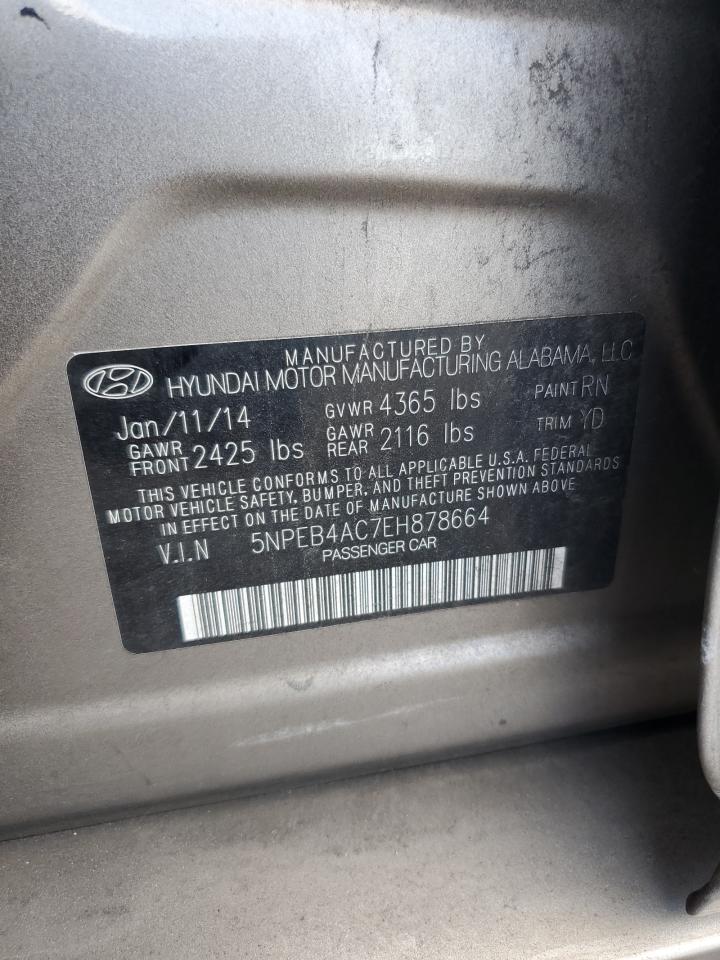 MANUFACTURED BY
HYUNDAI MOTOR MANUFACTURING ALABAMA, LLC
Jan/11/14 GVWR 4365 lbs PAINT RN
GAWR FRONT 2425 lbs GAWR REAR 2116 lbs TRIM YD
THIS VEHICLE CONFORMS TO ALL APPLICABLE U.S.A. FEDERAL
MOTOR VEHICLE SAFETY, BUMPER, AND THEFT PREVENTION STANDARDS
IN EFFECT ON THE DATE OF MANUFACTURE SHOWN ABOVE
V.I.N 5NPEB4AC7EH878664
PASSENGER CAR